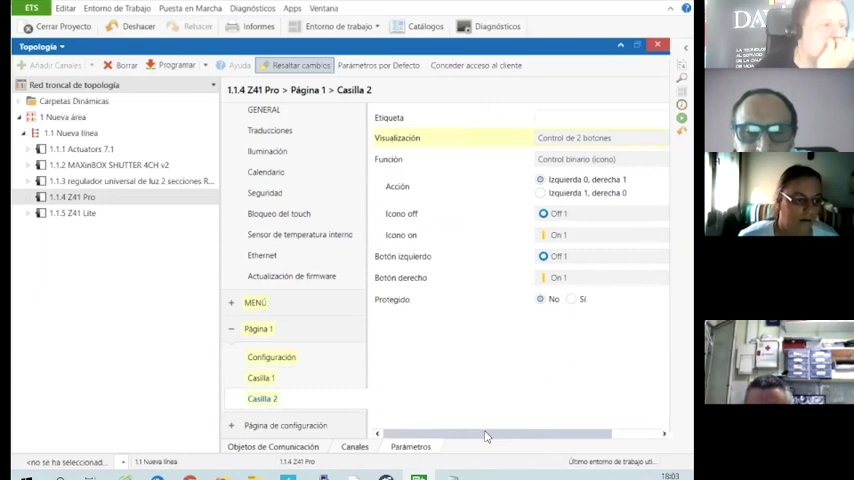 ETS Editar Entorno de Trabajo Puesta en Marcha Diagnósticos Apps Ventana
Cerrar Proyecto Deshacer Rehacer Informes Entorno de trabajo Catálogos Diagnósticos
Topología
Añadir Canales Borrar Programar Ayuda Resaltar cambios Parámetros por Defecto Conceder acceso al cliente
Red troncal de topología
Carpetas Dinámicas
1 Nueva área
1.1 Nueva línea
1.1.1 Actuators 7.1
1.1.2 MAXinBOX SHUTTER 4CH v2
1.1.3 regulador universal de luz 2 secciones R...
1.1.4 Z41 Pro
1.1.5 Z41 Lite
1.1.4 Z41 Pro > Página 1 > Casilla 2
GENERAL
Traducciones
Iluminación
Calendario
Seguridad
Bloqueo del touch
Sensor de temperatura interno
Ethernet
Actualización de firmware
+ MENÚ
− Página 1
Configuración
Casilla 1
Casilla 2
+ Página de configuración
Etiqueta
Visualización Control de 2 botones
Función Control binario (icono)
Acción Izquierda 0, derecha 1
Izquierda 1, derecha 0
Icono off Off 1
Icono on On 1
Botón izquierdo Off 1
Botón derecho On 1
Protegido No Sí
Objetos de Comunicación Canales Parámetros
<no se ha seleccionad... 1.1 Nueva línea 1.1.4 Z41 Pro Último entorno de trabajo uti...
18:03